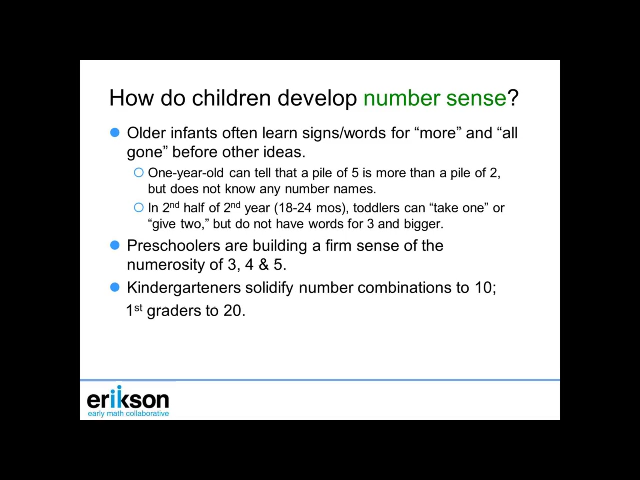 How do children develop number sense?
Older infants often learn signs/words for “more” and “all
gone” before other ideas.
One-year-old can tell that a pile of 5 is more than a pile of 2,
but does not know any number names.
In 2nd half of 2nd year (18-24 mos), toddlers can “take one” or
“give two,” but do not have words for 3 and bigger.
Preschoolers are building a firm sense of the
numerosity of 3, 4 & 5.
Kindergarteners solidify number combinations to 10;
1st graders to 20.
erikson
early math collaborative